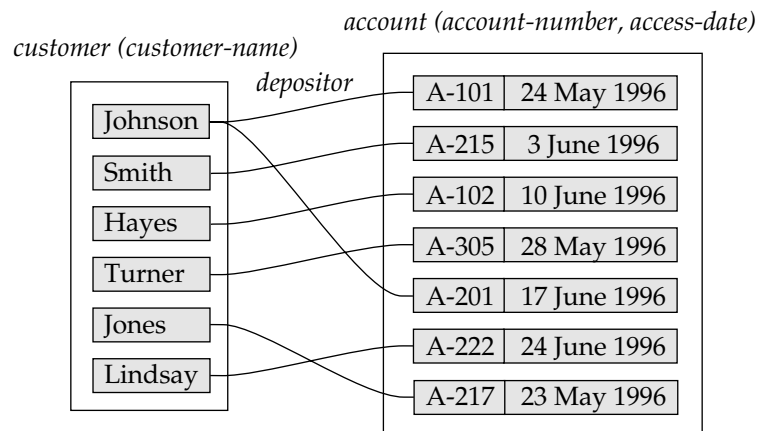 account (account-number, access-date)
customer (customer-name)
depositor
Johnson
Smith
Hayes
Turner
Jones
Lindsay
A-101 24 May 1996
A-215 3 June 1996
A-102 10 June 1996
A-305 28 May 1996
A-201 17 June 1996
A-222 24 June 1996
A-217 23 May 1996